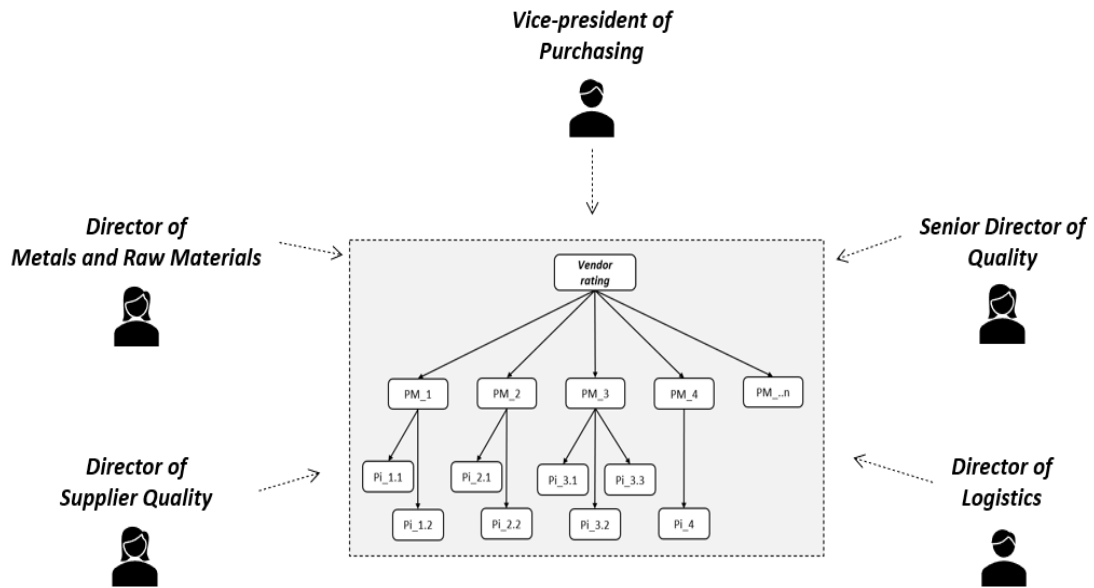 Vice-president of
Purchasing
Director of
Metals and Raw Materials
Senior Director of
Quality
Vendor
rating
PM_1
PM_2
PM_3
PM_4
PM_..n
Pi_1.1
Pi_2.1
Pi_3.1
Pi_3.3
Pi_1.2
Pi_2.2
Pi_3.2
Pi_4
Director of
Supplier Quality
Director of
Logistics